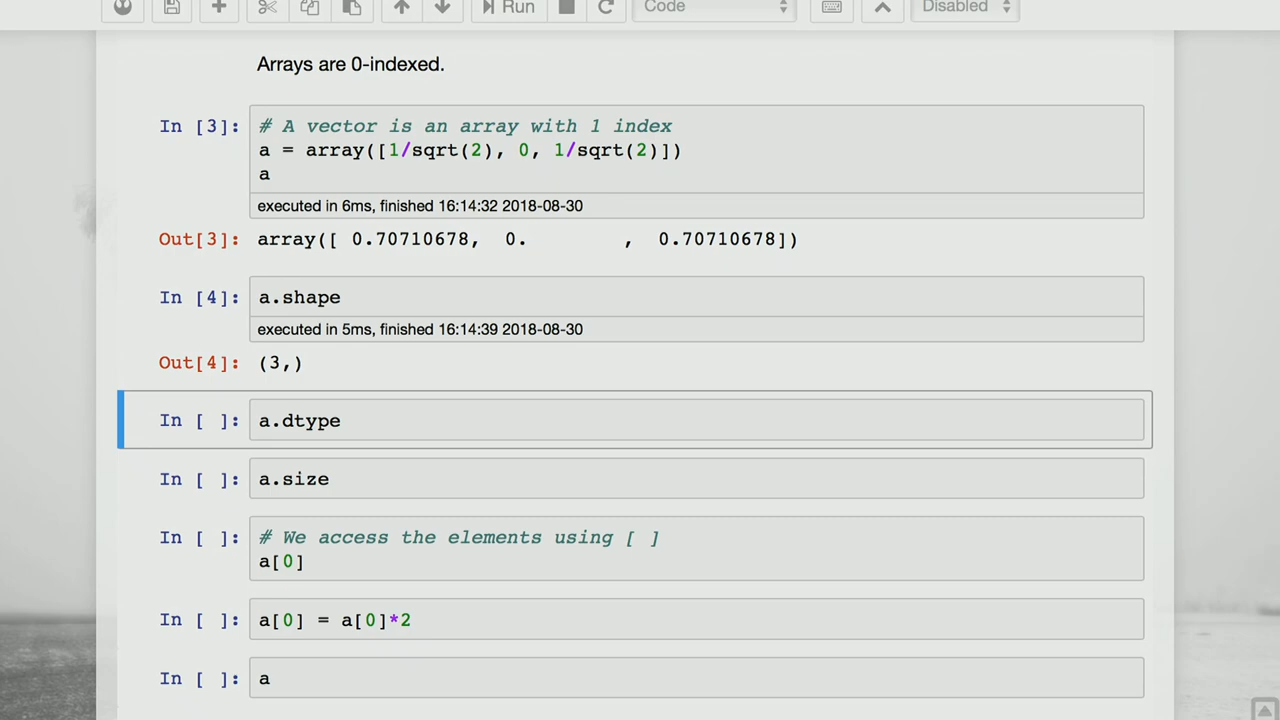 Run
Code
Disabled
Arrays are 0-indexed.
In [3]:
# A vector is an array with 1 index
a = array([1/sqrt(2), 0, 1/sqrt(2)])
a
executed in 6ms, finished 16:14:32 2018-08-30
Out[3]: array([ 0.70710678,  0.        ,  0.70710678])
In [4]: a.shape
executed in 5ms, finished 16:14:39 2018-08-30
Out[4]: (3,)
In [ ]: a.dtype
In [ ]: a.size
In [ ]: # We access the elements using [ ]
a[0]
In [ ]: a[0] = a[0]*2
In [ ]: a